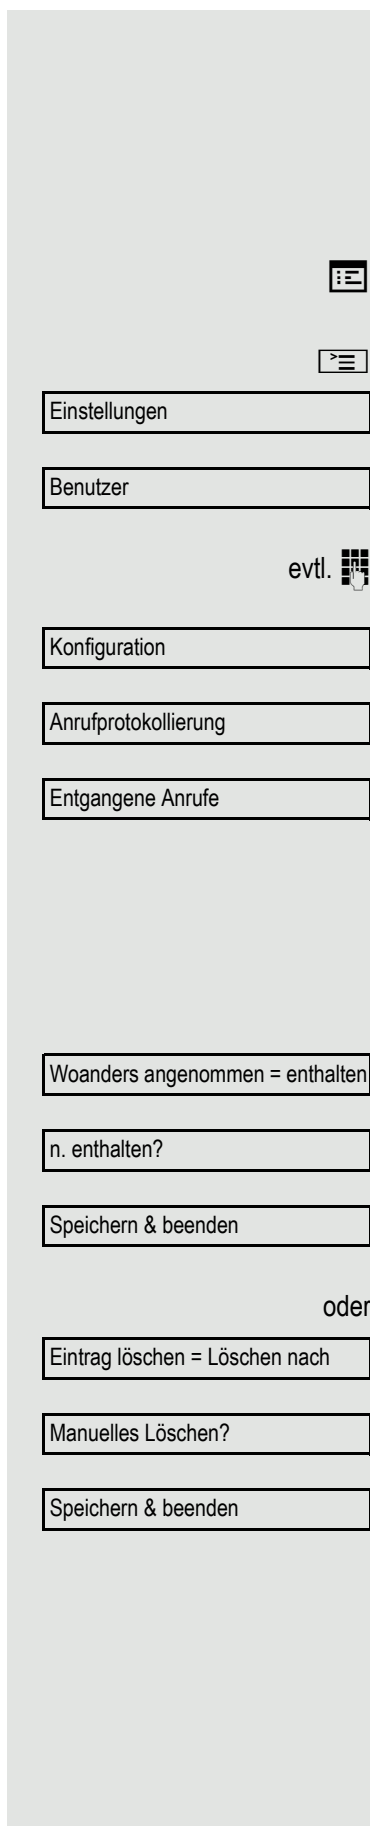 Einstellungen
Benutzer
evtl.
Konfiguration
Anrufprotokollierung
Entgangene Anrufe
Woanders angenommen = enthalten
n. enthalten?
Speichern & beenden
oder
Eintrag löschen = Löschen nach
Manuelles Löschen?
Speichern & beenden